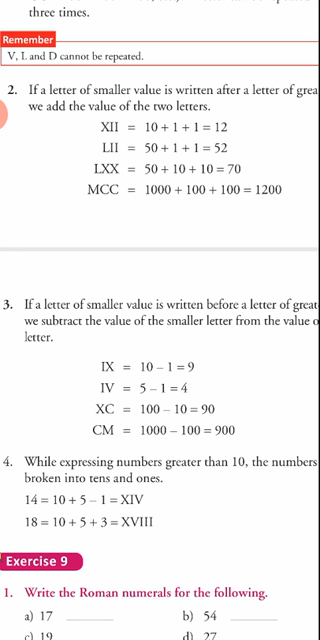 three times.
Remember
V, L and D cannot be repeated.
2. If a letter of smaller value is written after a letter of
we add the value of the two letters.
XII = 10 + 1 + 1 = 12
LII = 50 + 1 + 1 = 52
LXX = 50 + 10 + 10 = 70
MCC = 1000 + 100 + 100 = 1200
3. If a letter of smaller value is written before a letter of
we subtract the value of the smaller letter from the value
letter.
IX = 10 – 1 = 9
IV = 5 – 1 = 4
XC = 100 – 10 = 90
CM = 1000 – 100 = 900
4. While expressing numbers greater than 10, the numbers
broken into tens and ones.
14 = 10 + 5 – 1 = XIV
18 = 10 + 5 + 3 = XVIII
Exercise 9
1. Write the Roman numerals for the following.
a) 17 ________ b) 54 ________
c) 19 d) 27